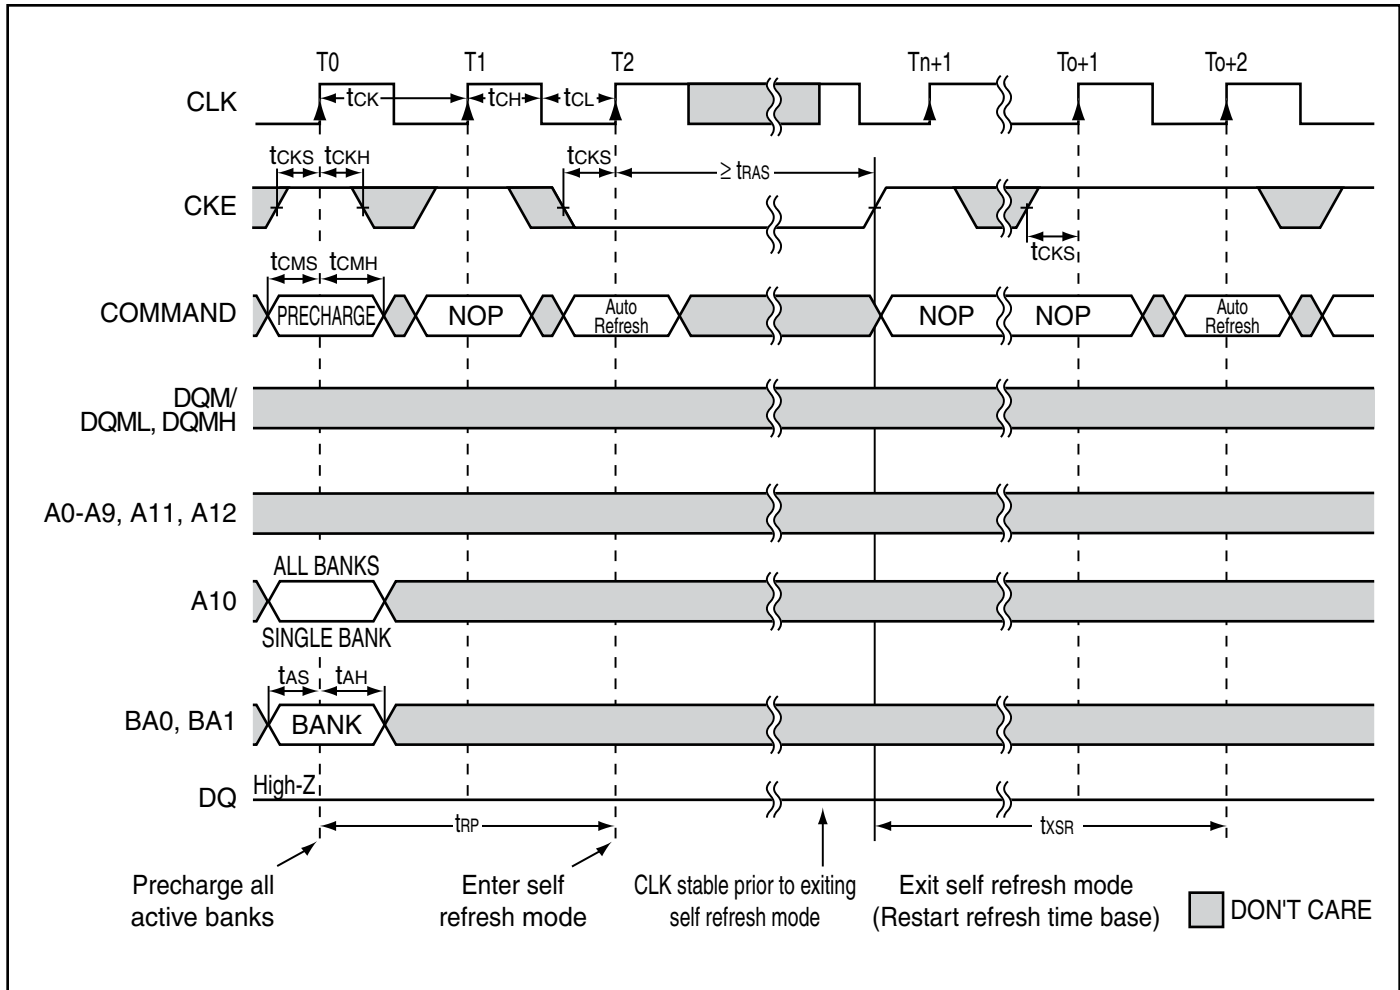 T0 T1 T2 Tn+1 To+1 To+2
CLK tCK tCH tCL
tCKS tCKH tCKS ≥ tRAS
CKE
tCKS
tCMS tCMH
COMMAND PRECHARGE NOP Auto Refresh NOP NOP Auto Refresh
DQM/
DQML, DQMH
A0-A9, A11, A12
ALL BANKS
A10
SINGLE BANK
tAS tAH
BA0, BA1 BANK
DQ High-Z
tRP tXSR
Precharge all
active banks
Enter self
refresh mode
CLK stable prior to exiting
self refresh mode
Exit self refresh mode
(Restart refresh time base)
DON'T CARE